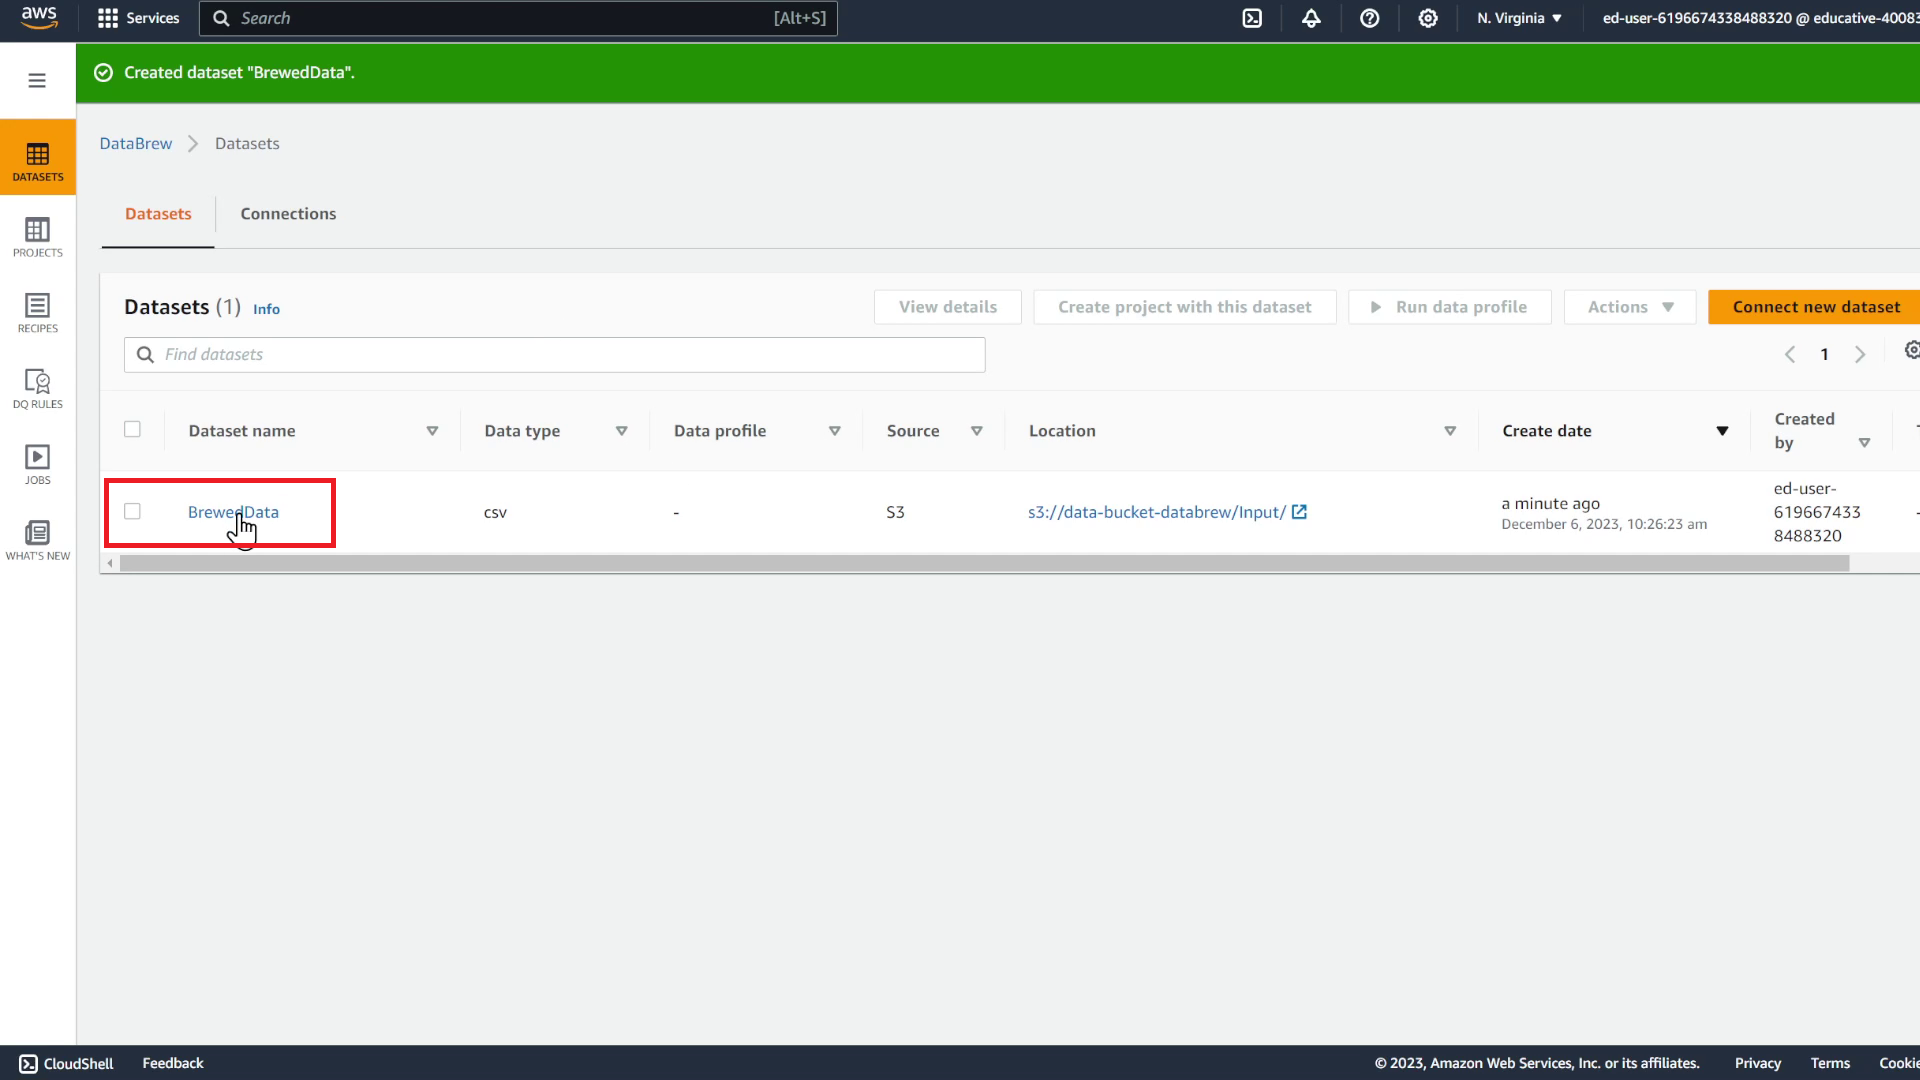 aws
Services
Search
[Alt+S]
N. Virginia
ed-user-6196674338488320 @ educative-40083
Created dataset "BrewedData".
DATASETS
PROJECTS
RECIPES
DQ RULES
JOBS
WHAT'S NEW
DataBrew
Datasets
Datasets
Connections
Datasets (1) Info
View details
Create project with this dataset
Run data profile
Actions
Connect new dataset
Find datasets
1
Dataset name
Data type
Data profile
Source
Location
Create date
Created
by
BrewedData
csv
-
S3
s3://data-bucket-databrew/Input/
a minute ago
December 6, 2023, 10:26:23 am
ed-user-
619667433
8488320
CloudShell
Feedback
© 2023, Amazon Web Services, Inc. or its affiliates.
Privacy
Terms
Cookie